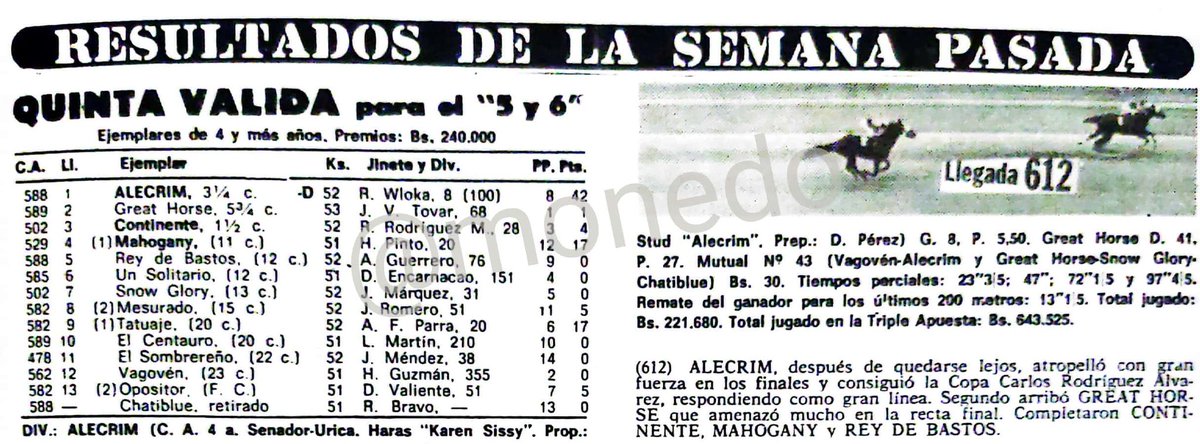 RESULTADOS DE LA SEMANA PASADA
QUINTA VALIDA para el "5 y 6"
Ejemplares de 4 y más años. Premios: Bs. 240.000
C.A. Ll. Ejemplar Ks. Jinete y Div. PP. Pts.
588 1 ALECRIM, 3¼ c. -D 52 R. Wloka, 8 (100) 8 42
589 2 Great Horse, 5¾ c. 53 J. V. Tovar, 68 1 1
502 3 Continente, 1½ c. 52 R. Rodríguez M., 28 3 4
529 4 (1) Mahogany, (11 c.) 51 H. Pinto, 20 12 17
588 5 Rey de Bastos, (12 c.) 52 A. Guerrero, 76 9 0
585 6 Un Solitario, (12 c.) 51 D. Encarnacao, 151 4 0
502 7 Snow Glory, (13 c.) 52 J. Márquez, 31 5 0
582 8 (2) Mesurado, (15 c.) 52 J. Romero, 51 11 5
582 9 (1) Tatuaje, (20 c.) 52 A. F. Parra, 20 6 17
589 10 El Centauro, (20 c.) 51 L. Martín, 210 10 0
478 11 El Sombrereño, (22 c.) 52 J. Méndez, 38 14 0
562 12 Vagovén, (23 c.) 51 H. Guzmán, 355 2 0
582 13 (2) Opositor, (F. C.) 51 D. Valiente, 51 7 5
588 — Chatiblue, retirado 51 R. Bravo, — 13 0
DIV.: ALECRIM (C. A. 4 a. Senador-Urica. Haras "Karen Sissy". Prop.:
Llegada 612
Stud "Alecrim". Prep.: D. Pérez) G. 8, P. 5,50. Great Horse D. 41,
P. 27. Mutual Nº 43 (Vagovén-Alecrim y Great Horse-Snow Glory-
Chatiblue) Bs. 30. Tiempos parciales: 23"3|5; 47"; 72"1|5 y 97"4|5.
Remate del ganador para los últimos 200 metros: 13"1|5. Total jugado:
Bs. 221.680. Total jugado en la Triple Apuesta: Bs. 643.525.
(612) ALECRIM, después de quedarse lejos, atropelló con gran
fuerza en los finales y consiguió la Copa Carlos Rodríguez Alva-
rez, respondiendo como gran línea. Segundo arribó GREAT HOR-
SE que amenazó mucho en la recta final. Completaron CONTI-
NENTE, MAHOGANY y REY DE BASTOS.
@monedo